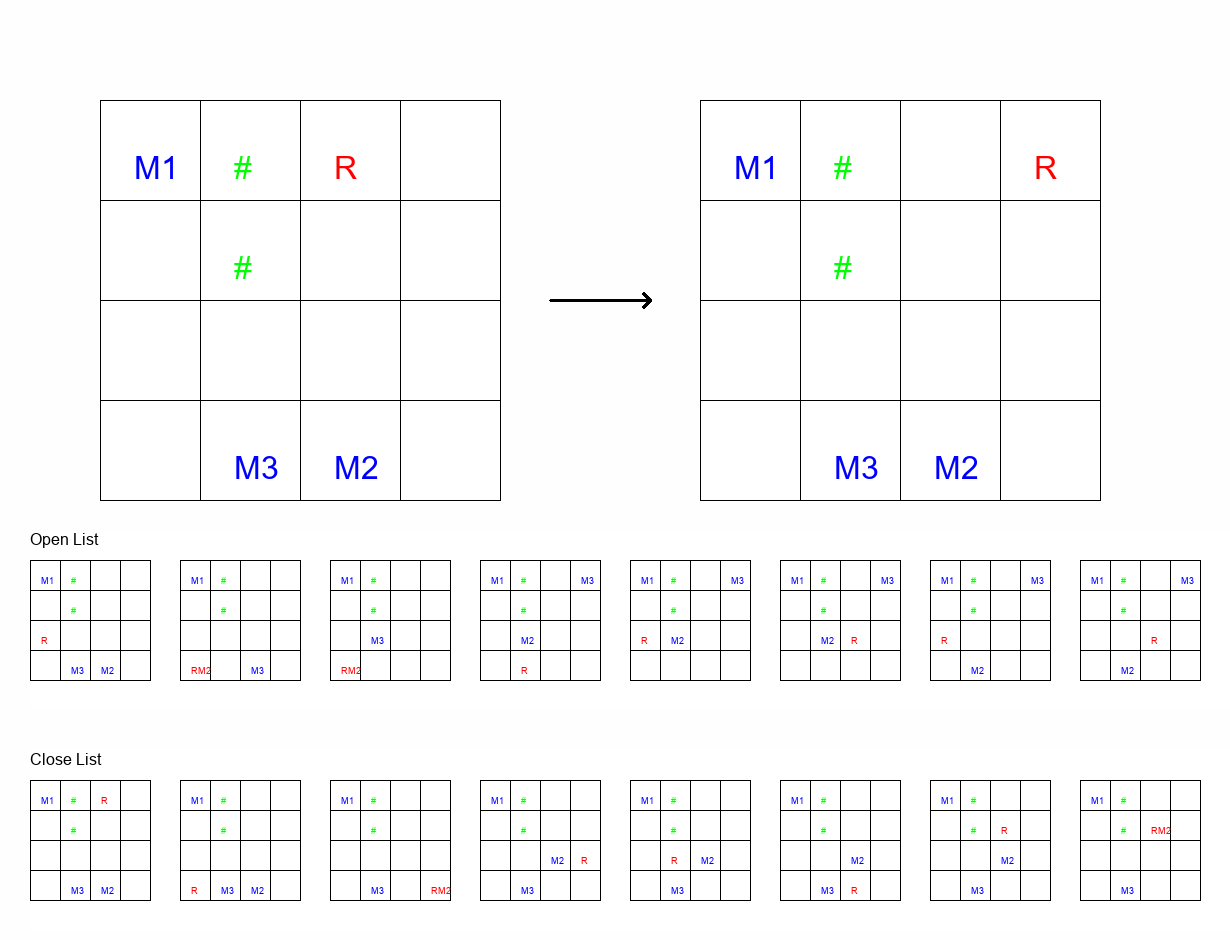 M1 # R M1 # R
# #
M3 M2 M3 M2
Open List
M1 # M1 # M1 # M1 # M3 M1 # M3 M1 # M3 M1 # M3 M1 # M3
# # # # # # # #
R M3 M2 R M2 M2 R R R
M3 M2 RM2 M3 RM2 R M2 M2
Close List
M1 # R M1 # M1 # M1 # M1 # M1 # M1 # M1 #
# # # # # # # R # RM2
M2 R R M2 M2 M2
M3 M2 R M3 M2 M3 RM2 M3 M3 M3 R M3 M3